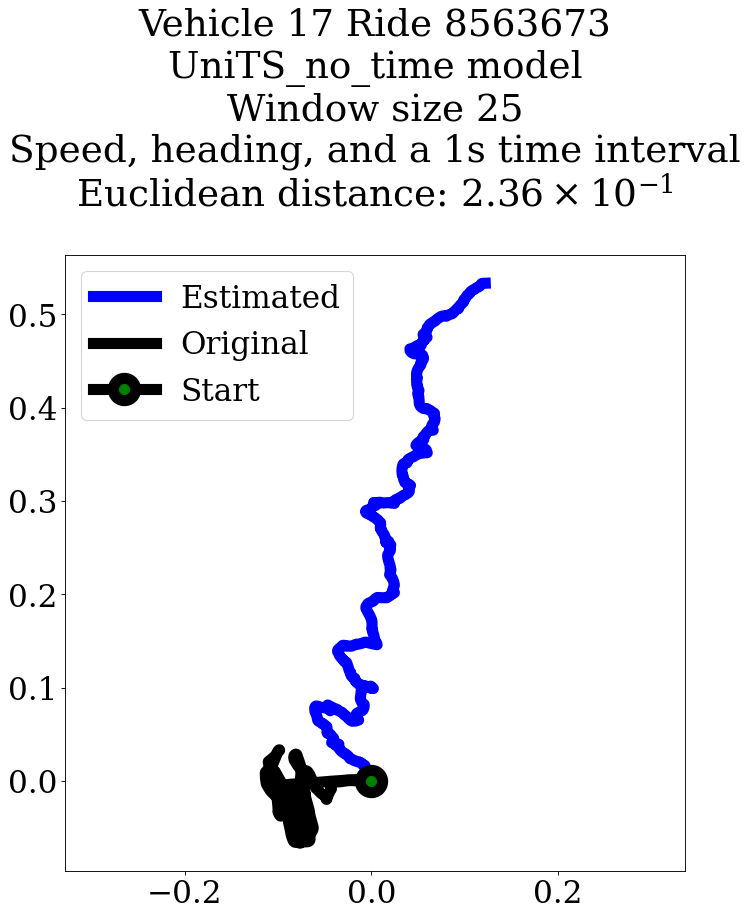 Vehicle 17 Ride 8563673
UniTS_no_time model
Window size 25
Speed, heading, and a 1s time interval
Euclidean distance: 2.36 × 10⁻¹
Estimated
Original
Start
0.5
0.4
0.3
0.2
0.1
0.0
−0.2 0.0 0.2